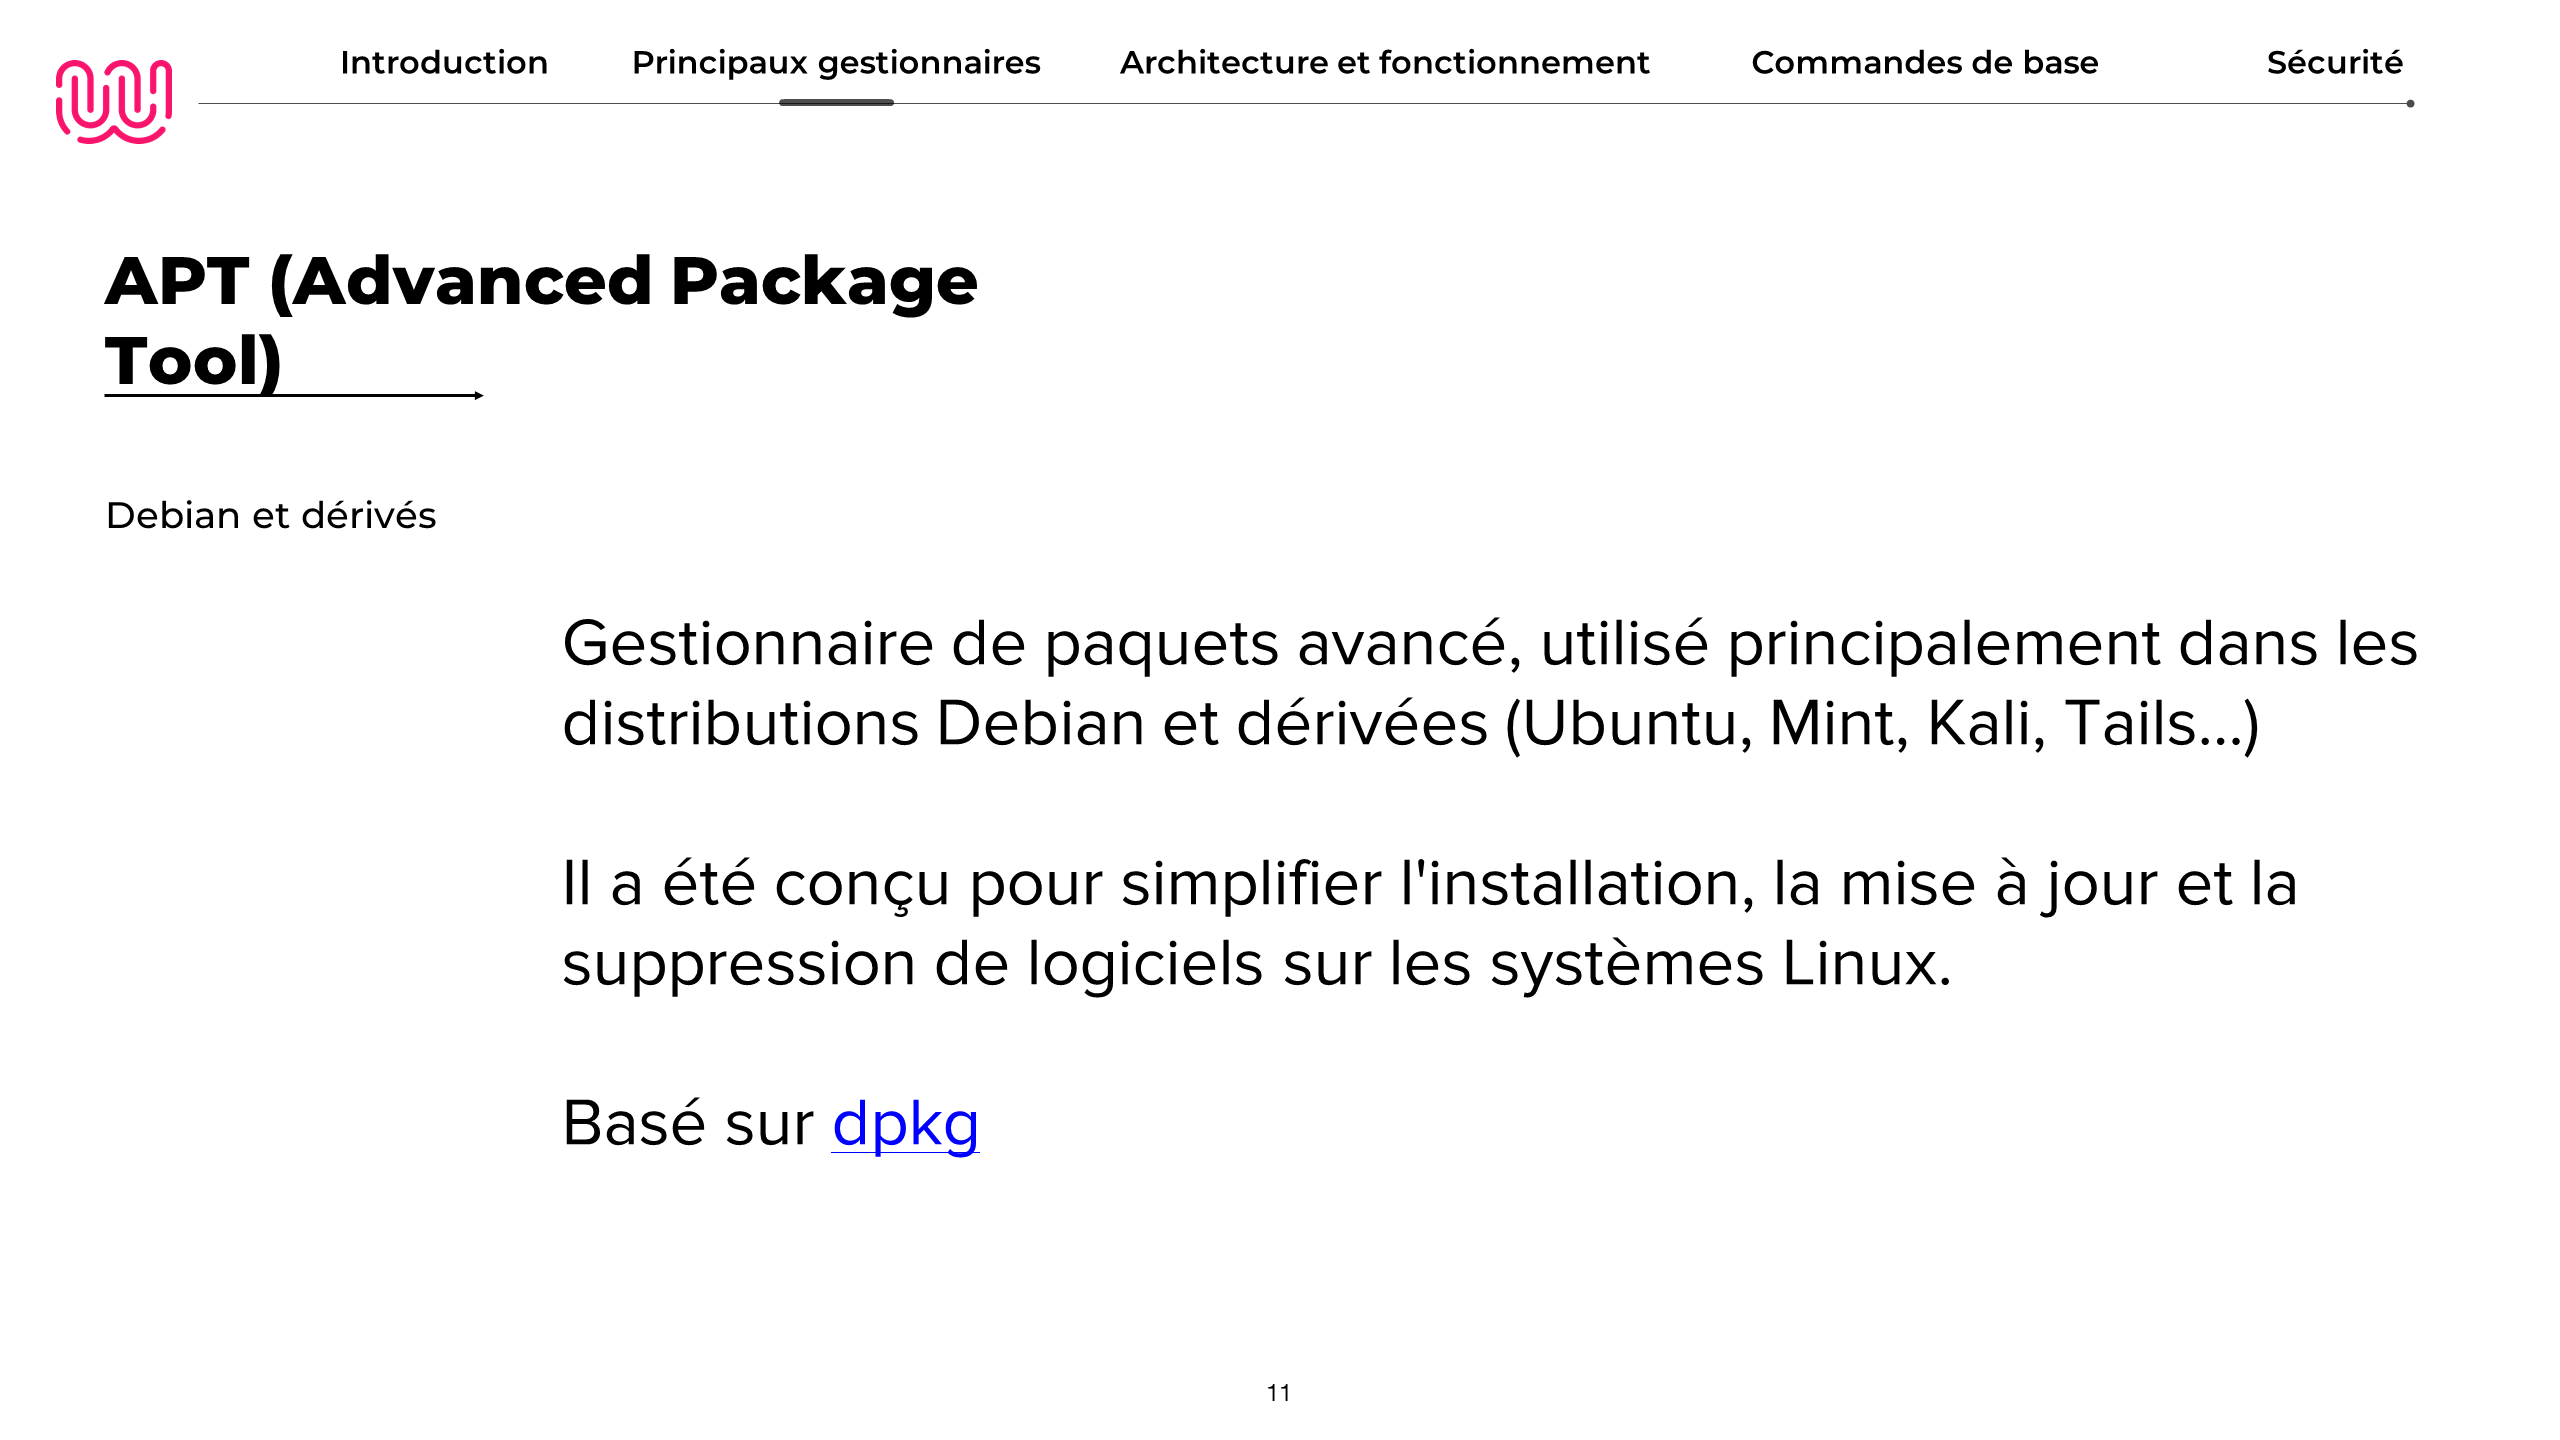 Introduction
Principaux gestionnaires
Architecture et fonctionnement
Commandes de base
Sécurité
APT (Advanced Package
Tool)
Debian et dérivés
Gestionnaire de paquets avancé, utilisé principalement dans les
distributions Debian et dérivées (Ubuntu, Mint, Kali, Tails...)
Il a été conçu pour simplifier l'installation, la mise à jour et la
suppression de logiciels sur les systèmes Linux.
Basé sur dpkg
11